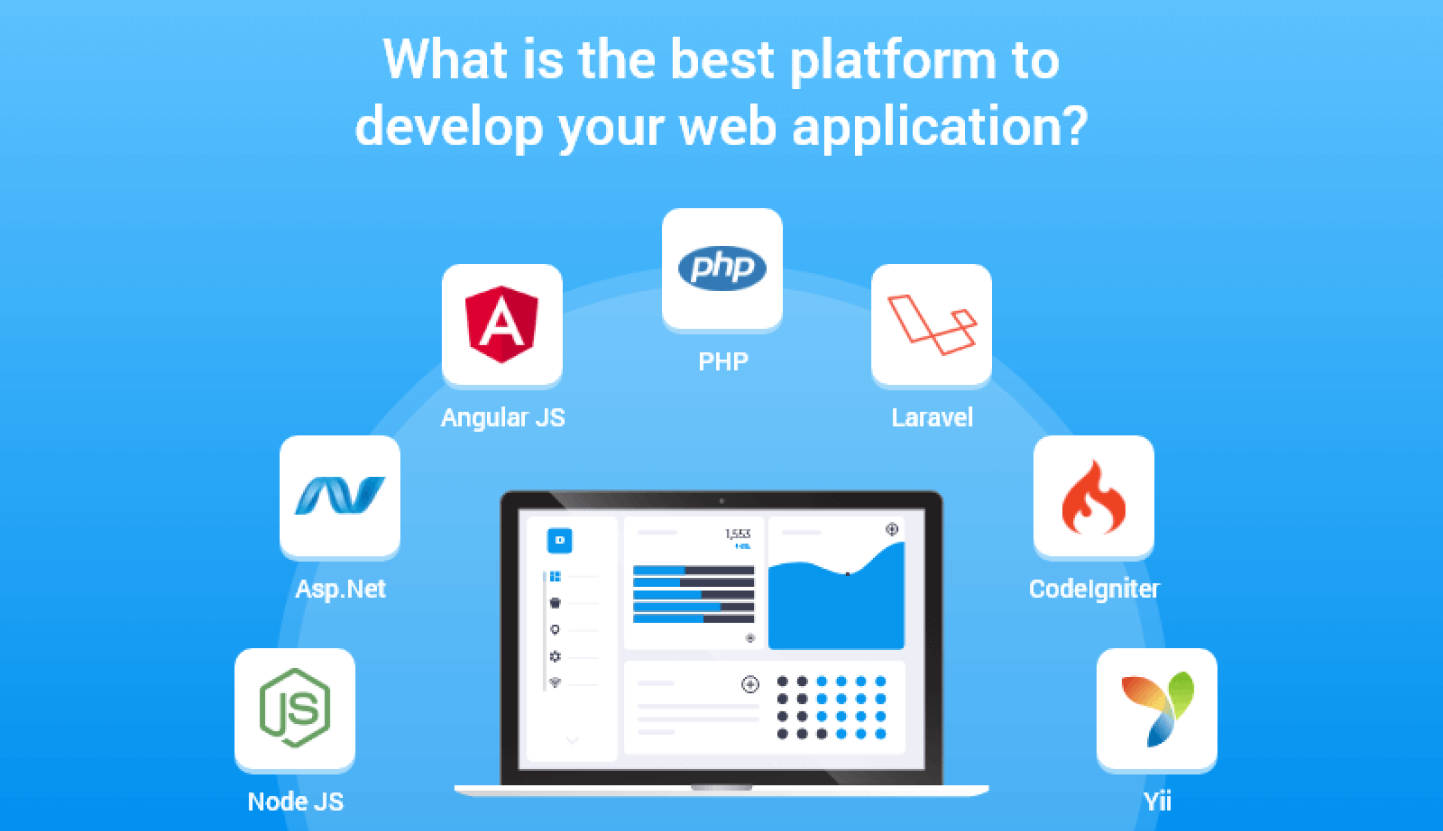 What is the best platform to
develop your web application?
php
PHP
A
Angular JS
Laravel
Asp.Net
CodeIgniter
JS
Node JS
Yii
D
1,553